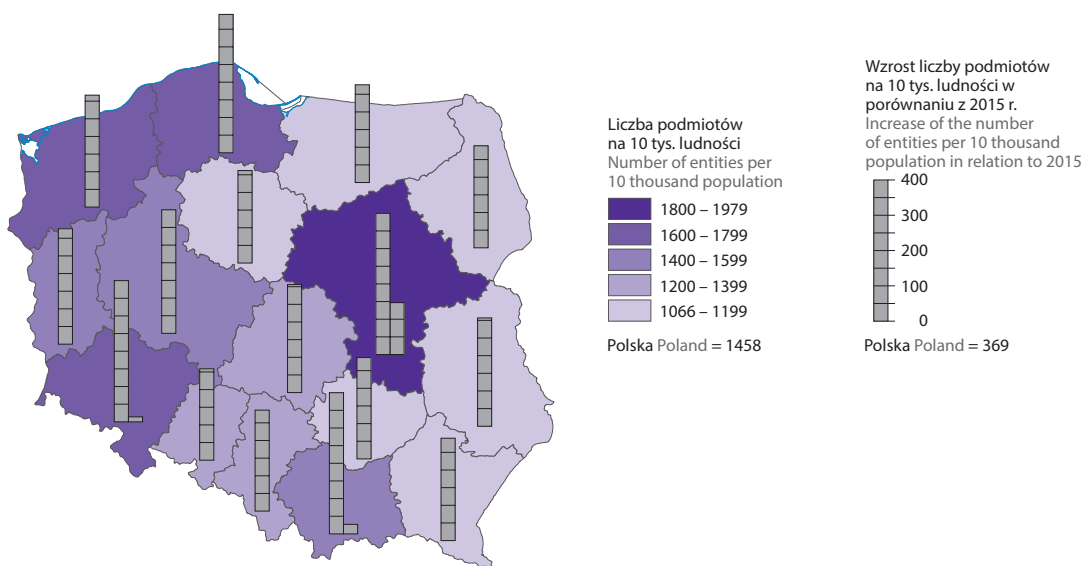 Liczba podmiotów
na 10 tys. ludności
Number of entities per
10 thousand population
1800 – 1979
1600 – 1799
1400 – 1599
1200 – 1399
1066 – 1199
Polska Poland = 1458
Wzrost liczby podmiotów
na 10 tys. ludności w
porównaniu z 2015 r.
Increase of the number
of entities per 10 thousand
population in relation to 2015
400
300
200
100
0
Polska Poland = 369